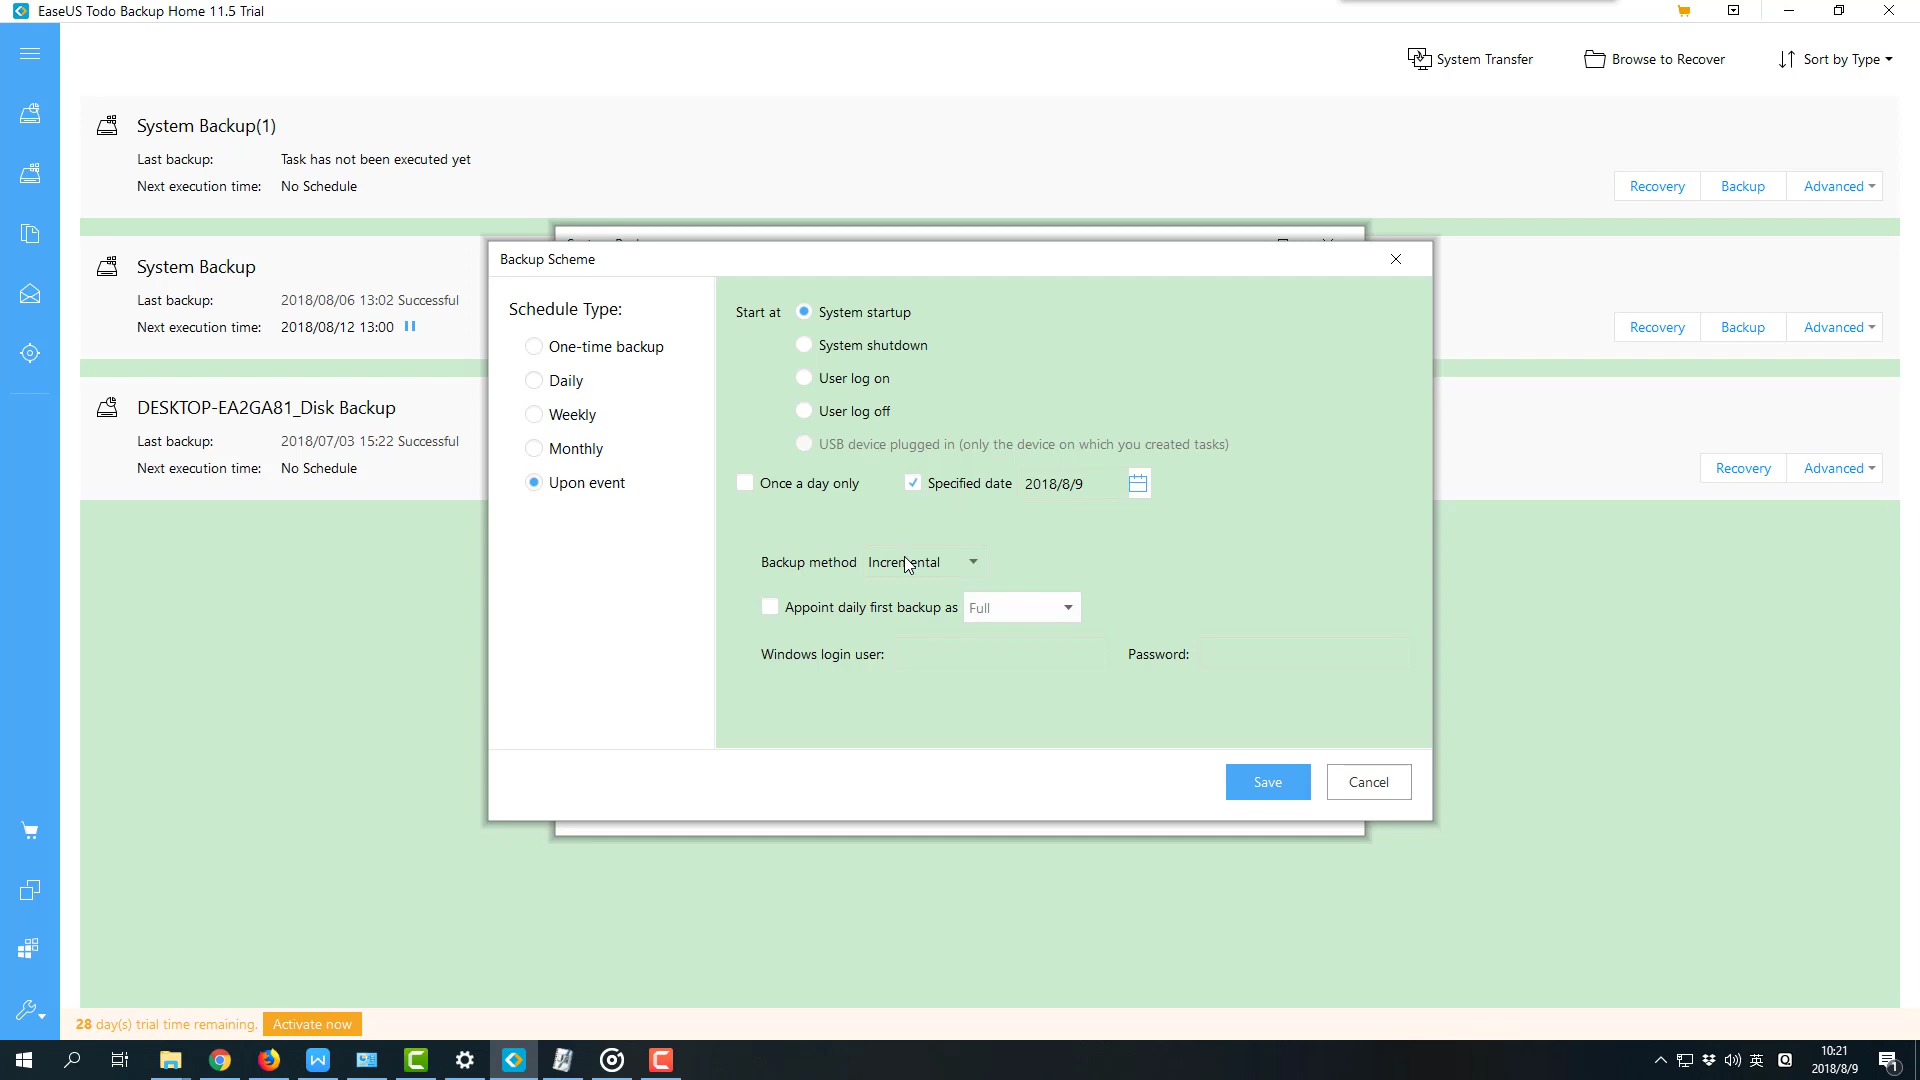 EaseUS Todo Backup Home 11.5 Trial
System Transfer
Browse to Recover
Sort by Type
System Backup(1)
Last backup: Task has not been executed yet
Next execution time: No Schedule
Recovery
Backup
Advanced
System Backup
Last backup: 2018/08/06 13:02 Successful
Next execution time: 2018/08/12 13:00
Recovery
Backup
Advanced
DESKTOP-EA2GA81_Disk Backup
Last backup: 2018/07/03 15:22 Successful
Next execution time: No Schedule
Recovery
Advanced
Backup Scheme
Schedule Type:
One-time backup
Daily
Weekly
Monthly
Upon event
Start at
System startup
System shutdown
User log on
User log off
USB device plugged in (only the device on which you created tasks)
Once a day only
Specified date 2018/8/9
Backup method Incremental
Appoint daily first backup as Full
Windows login user:
Password:
Save
Cancel
28 day(s) trial time remaining.
Activate now
英
10:21
2018/8/9
1